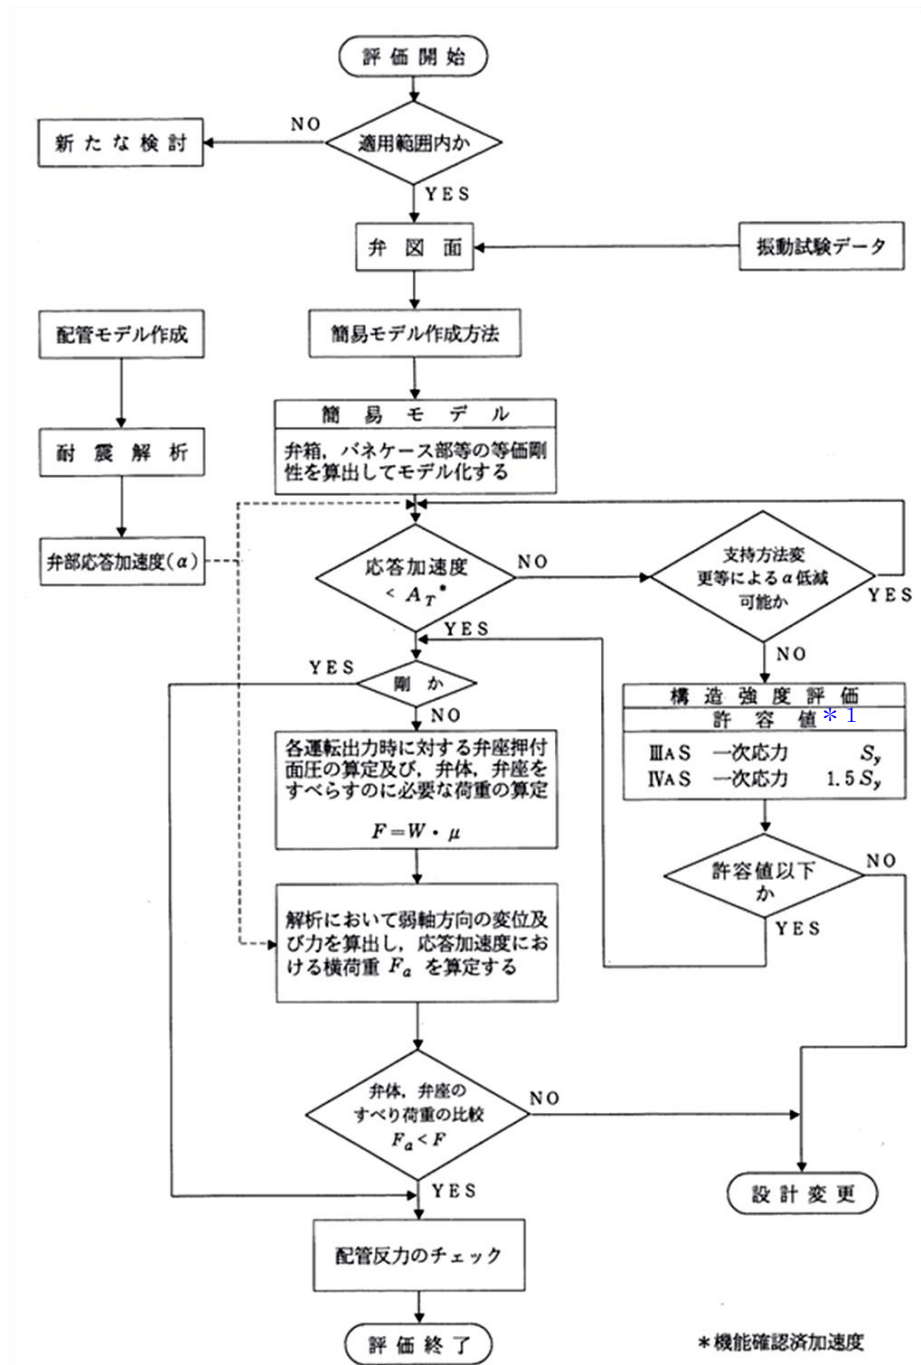 評価開始
適用範囲内か
NO
新たな検討
YES
弁図面
振動試験データ
配管モデル作成
簡易モデル作成方法
簡易モデル
弁箱，バネケース部等の等価剛
性を算出してモデル化する
耐震解析
弁部応答加速度(α)
応答加速度
< A_T*
NO
支持方法変
更等によるα低減
可能か
YES
YES
NO
剛か
YES
NO
構造強度評価
許容値*1
ⅢAS 一次応力 S_y
ⅣAS 一次応力 1.5 S_y
各運転出力時に対する弁座押付
面圧の算定及び，弁体，弁座を
すべらすのに必要な荷重の算定
F=W・μ
許容値以下
か
NO
YES
解析において弱軸方向の変位及
び力を算出し，応答加速度にお
ける横荷重 F_a を算定する
弁体，弁座の
すべり荷重の比較
F_a < F
NO
YES
設計変更
配管反力のチェック
評価終了
*機能確認済加速度